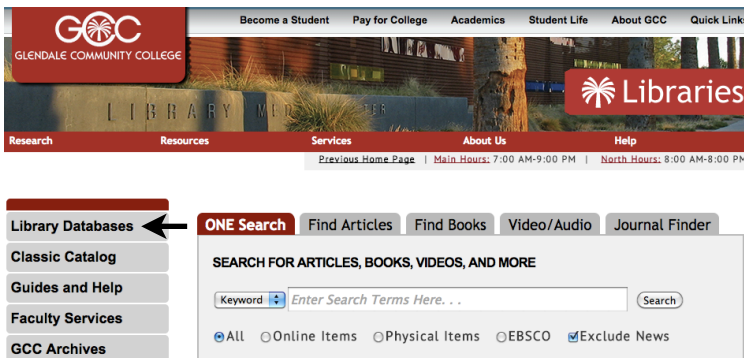 GCC
GLENDALE COMMUNITY COLLEGE
Become a Student Pay for College Academics Student Life About GCC Quick Links
LIBRARY MEDIA CENTER
Libraries
Research Resources Services About Us Help
Previous Home Page | Main Hours: 7:00 AM-9:00 PM | North Hours: 8:00 AM-8:00 PM
Library Databases
Classic Catalog
Guides and Help
Faculty Services
GCC Archives
ONE Search Find Articles Find Books Video/Audio Journal Finder
SEARCH FOR ARTICLES, BOOKS, VIDEOS, AND MORE
Keyword Enter Search Terms Here. . . Search
All Online Items Physical Items EBSCO Exclude News